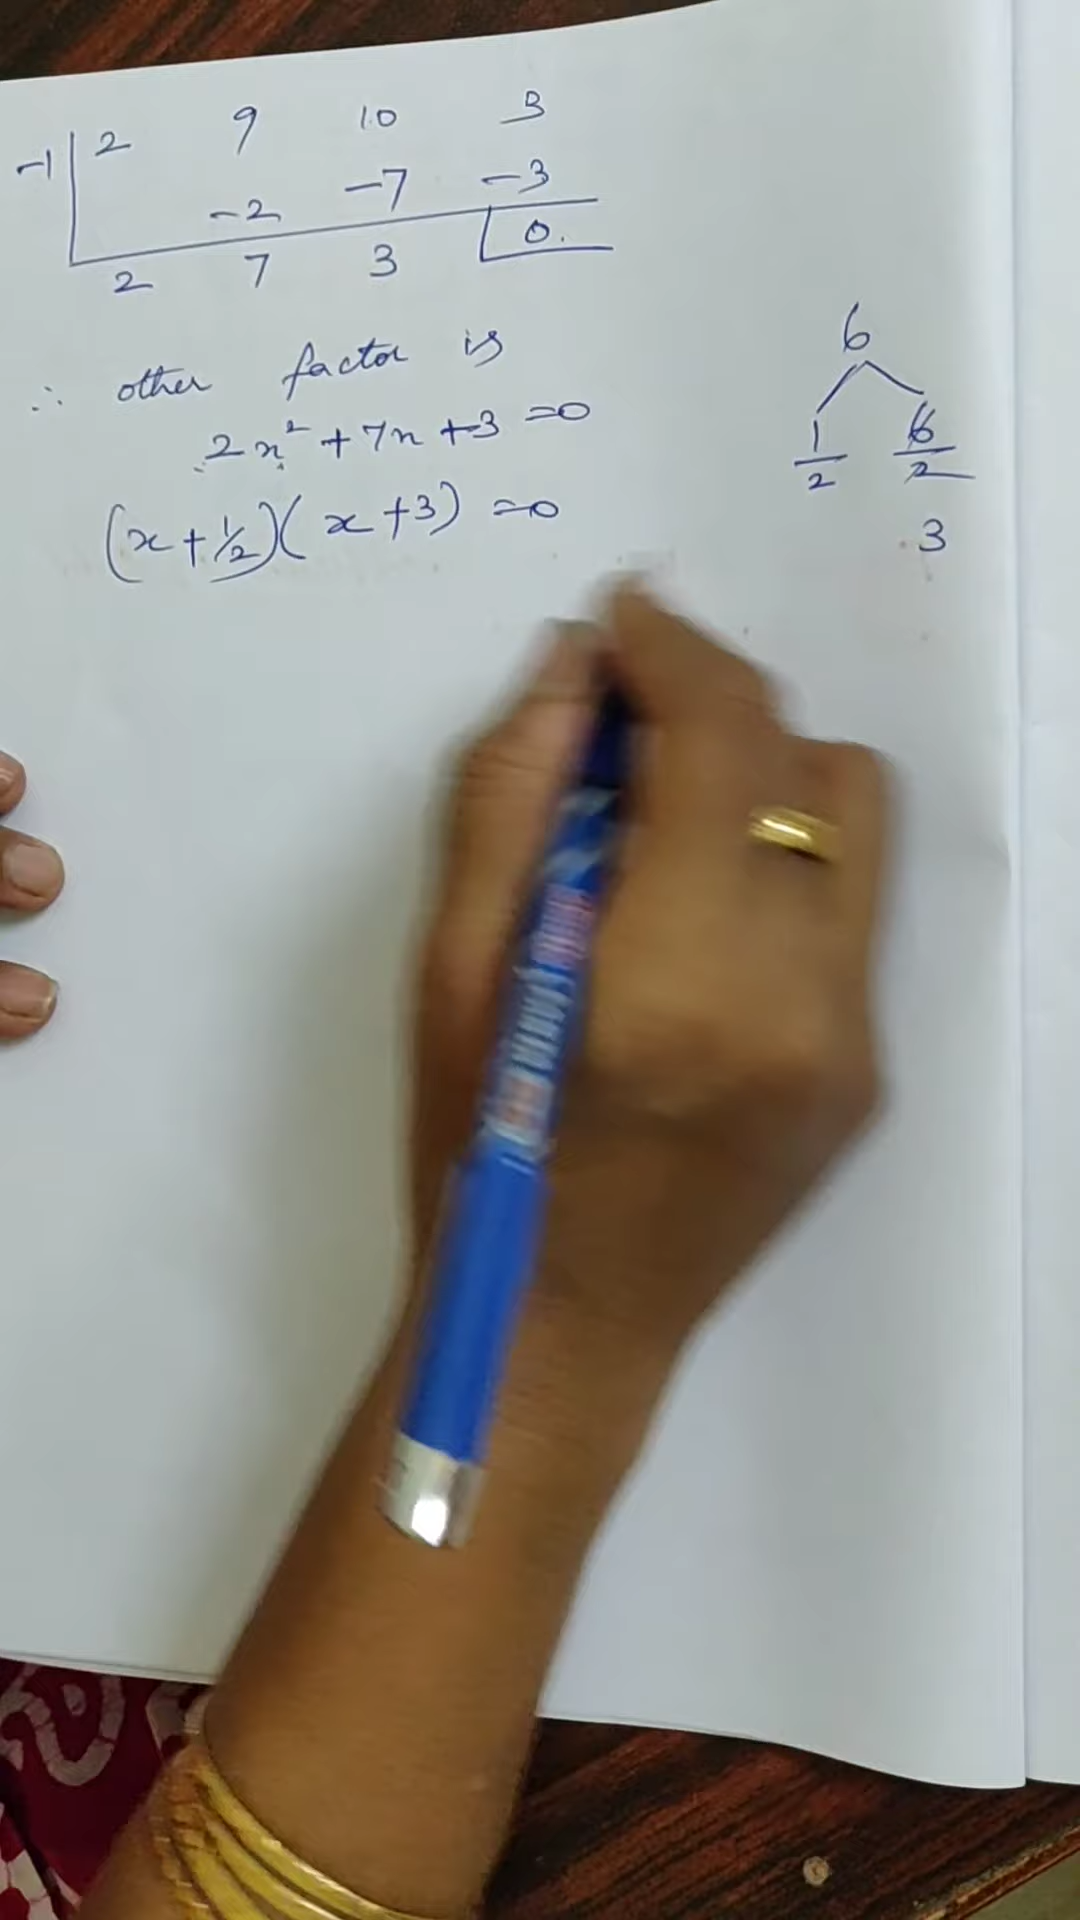 -1 | 2 9 10 3
-2 -7 -3
2 7 3 0.
∴ other factor is
2x² + 7x + 3 = 0
(x + 1/2)(x + 3) = 0
6
1/2 6/2
3